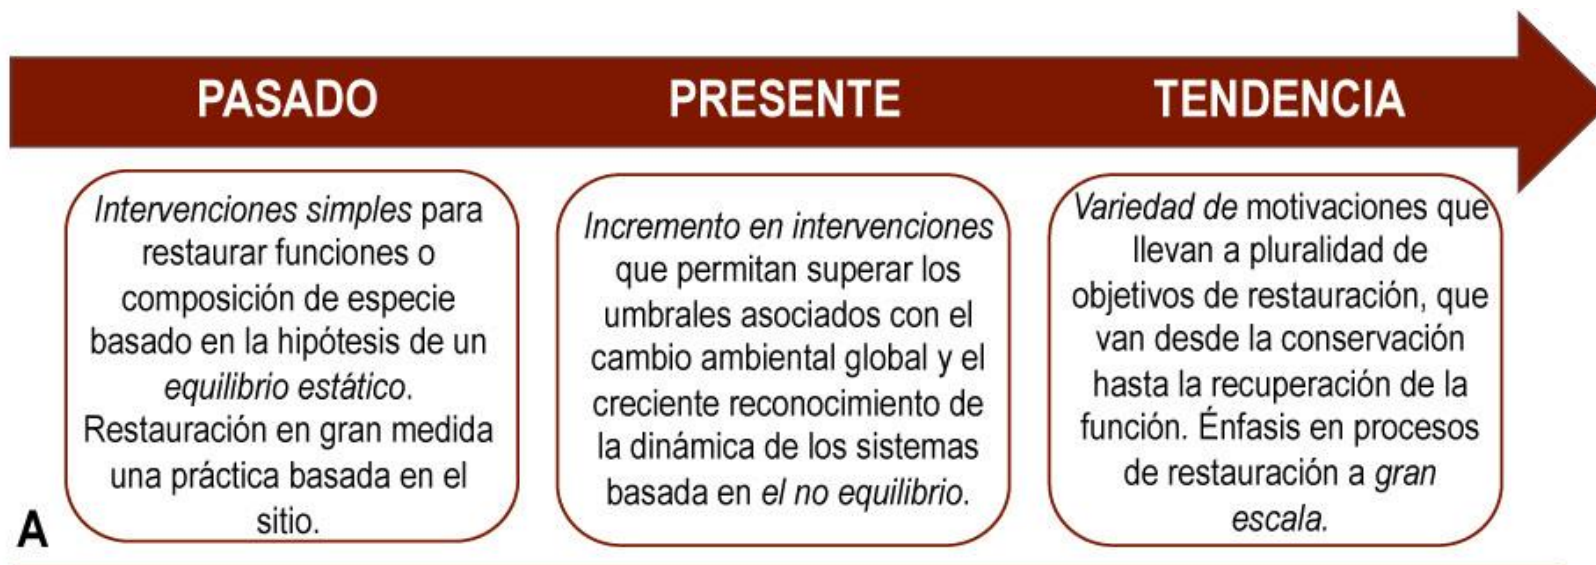 PASADO
PRESENTE
TENDENCIA
Intervenciones simples para
restaurar funciones o
composición de especie
basado en la hipótesis de un
equilibrio estático.
Restauración en gran medida
una práctica basada en el
sitio.
Incremento en intervenciones
que permitan superar los
umbrales asociados con el
cambio ambiental global y el
creciente reconocimiento de
la dinámica de los sistemas
basada en el no equilibrio.
Variedad de motivaciones que
llevan a pluralidad de
objetivos de restauración, que
van desde la conservación
hasta la recuperación de la
función. Énfasis en procesos
de restauración a gran
escala.
A